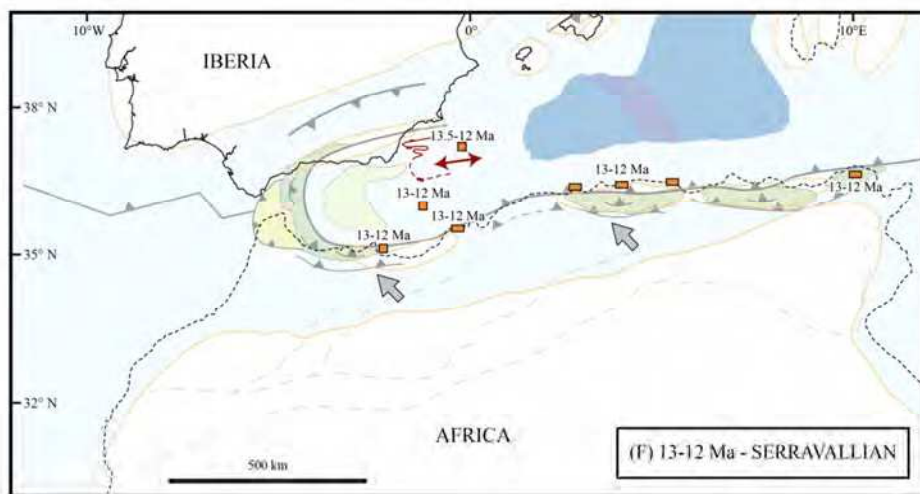 10°W
0°
10°E
IBERIA
38° N
13.5-12 Ma
13-12 Ma
13-12 Ma
13-12 Ma
13-12 Ma
13-12 Ma
35° N
32° N
AFRICA
(F) 13-12 Ma - SERRAVALLIAN
500 km